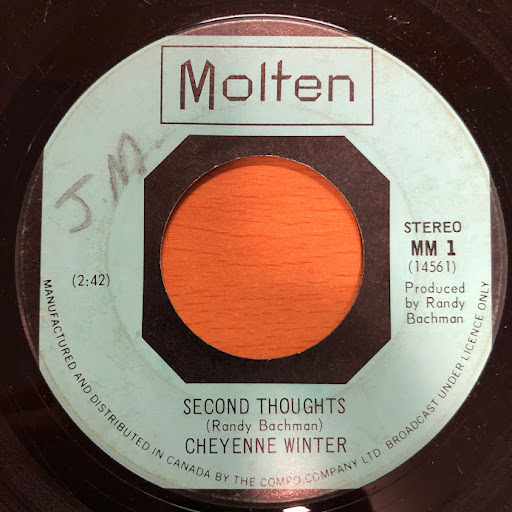 Molten
J.M.
STEREO
MM 1
(14561)
(2:42)
Produced
by Randy
Bachman
SECOND THOUGHTS
(Randy Bachman)
CHEYENNE WINTER
MANUFACTURED AND DISTRIBUTED IN CANADA BY THE COMPO COMPANY LTD. BROADCAST UNDER LICENCE ONLY